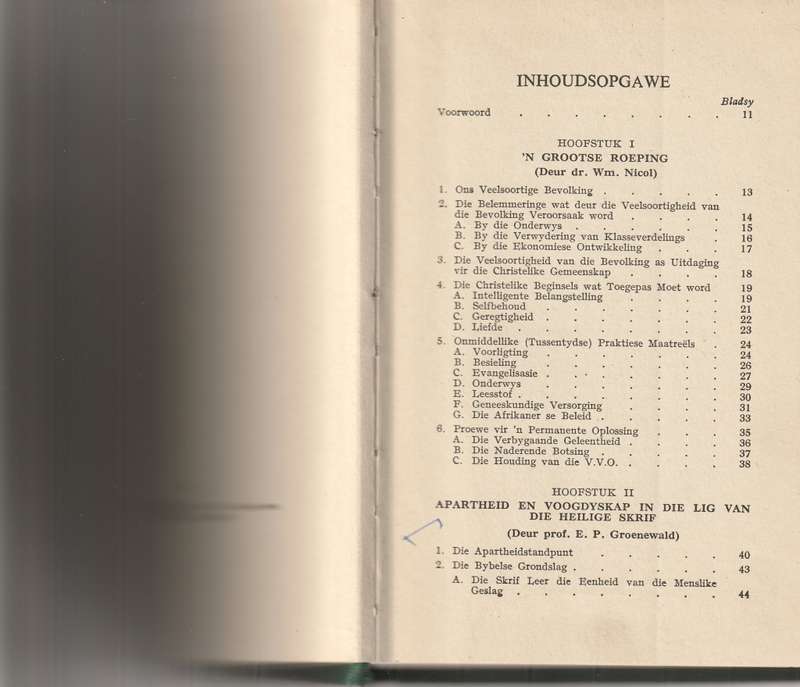 INHOUDSOPGAWE
Bladsy
Voorwoord . . . . . . . . 11
HOOFSTUK I
'N GROOTSE ROEPING
(Deur dr. Wm. Nicol)
1. Ons Veelsoortige Bevolking . . . . . 13
2. Die Belemmeringe wat deur die Veelsoortigheid van
die Bevolking Veroorsaak word . . . . 14
A. By die Onderwys . . . . . . 15
B. By die Verwydering van Klasseverdelings . 16
C. By die Ekonomiese Ontwikkeling . . . 17
3. Die Veelsoortigheid van die Bevolking as Uitdaging
vir die Christelike Gemeenskap . . . . 18
4. Die Christelike Beginsels wat Toegepas Moet word 19
A. Intelligente Belangstelling . . . . 19
B. Selfbehoud . . . . . . . 21
C. Geregtigheid . . . . . . . 22
D. Liefde . . . . . . . . 23
5. Onmiddellike (Tussentydse) Praktiese Maatreëls . 24
A. Voorligting . . . . . . . 24
B. Besieling . . . . . . . 26
C. Evangelisasie . . . . . . . 27
D. Onderwys . . . . . . . 29
E. Leesstof . . . . . . . . 30
F. Geneeskundige Versorging . . . . 31
G. Die Afrikaner se Beleid . . . . . 33
6. Proewe vir 'n Permanente Oplossing . . . 35
A. Die Verbygaande Geleentheid . . . . 36
B. Die Naderende Botsing . . . . . 37
C. Die Houding van die V.V.O. . . . . 38
HOOFSTUK II
APARTHEID EN VOOGDYSKAP IN DIE LIG VAN
DIE HEILIGE SKRIF
(Deur prof. E. P. Groenewald)
1. Die Apartheidstandpunt . . . . . 40
2. Die Bybelse Grondslag . . . . . . 43
A. Die Skrif Leer die Eenheid van die Menslike
Geslag . . . . . . . . 44